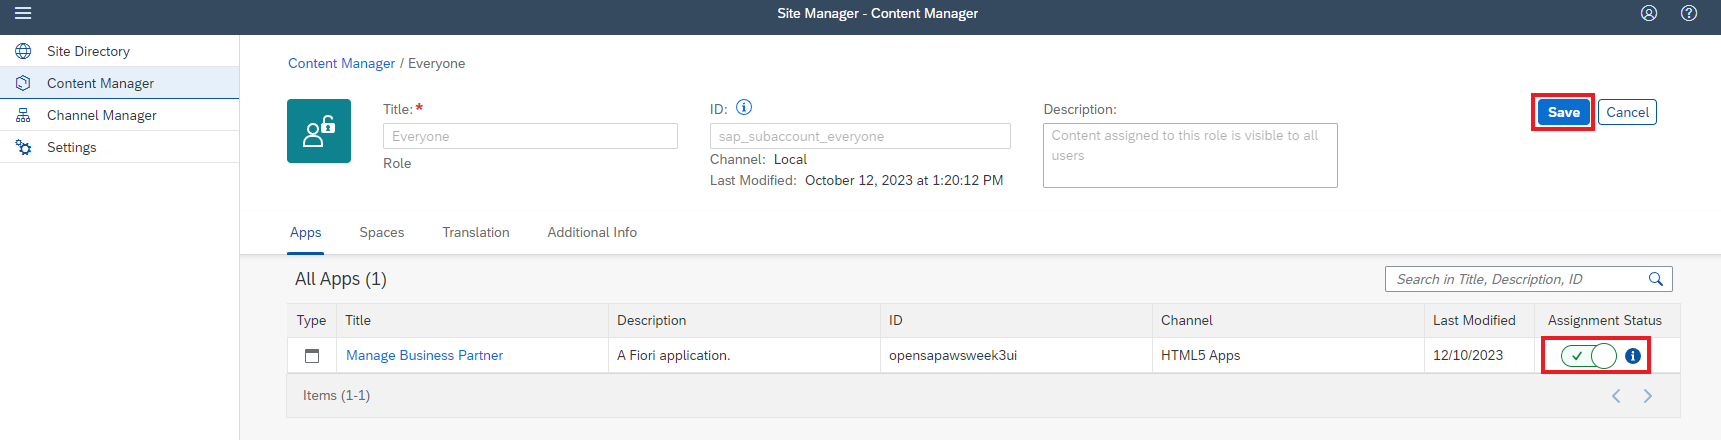 Site Manager - Content Manager
Site Directory
Content Manager
Channel Manager
Settings
Content Manager / Everyone
Title: *
Everyone
Role
ID:
sap_subaccount_everyone
Channel: Local
Last Modified: October 12, 2023 at 1:20:12 PM
Description:
Content assigned to this role is visible to all
users
Save
Cancel
Apps
Spaces
Translation
Additional Info
All Apps (1)
Search in Title, Description, ID
Type Title Description ID Channel Last Modified Assignment Status
Manage Business Partner A Fiori application. opensapawsweek3ui HTML5 Apps 12/10/2023
Items (1-1)